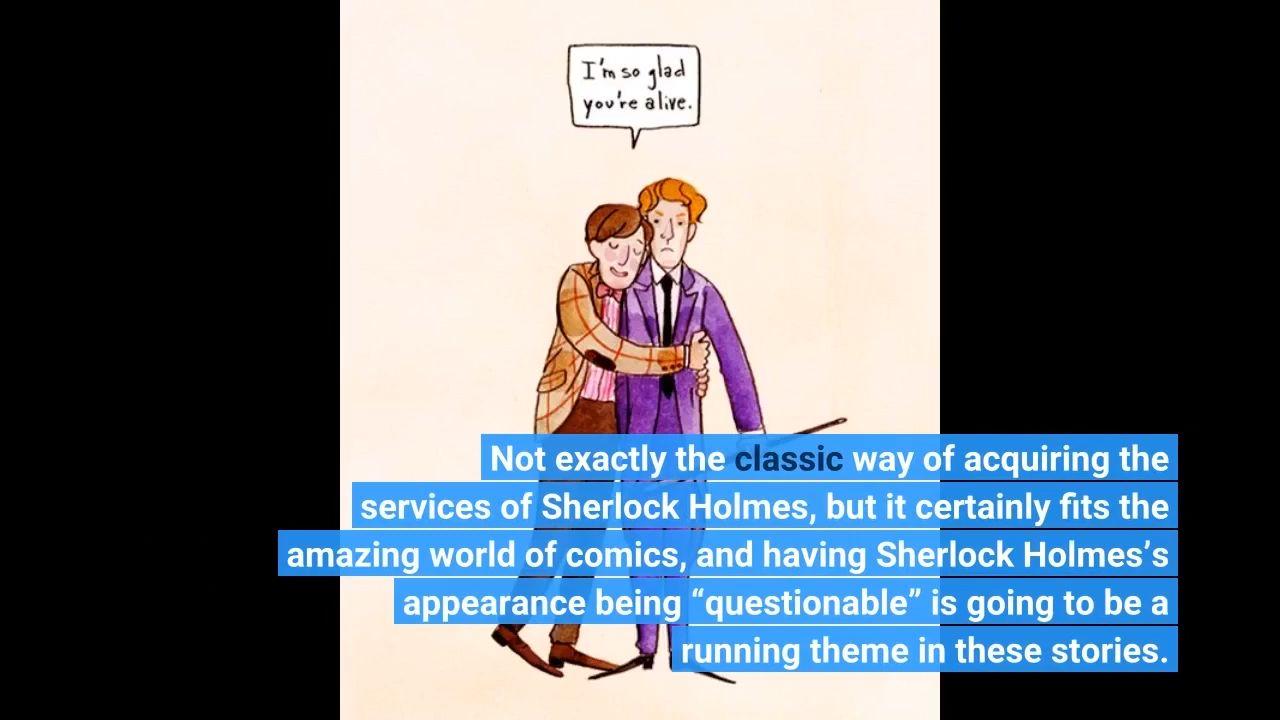 I'm so glad
you're alive.
Not exactly the classic way of acquiring the
services of Sherlock Holmes, but it certainly fits the
amazing world of comics, and having Sherlock Holmes’s
appearance being “questionable” is going to be a
running theme in these stories.